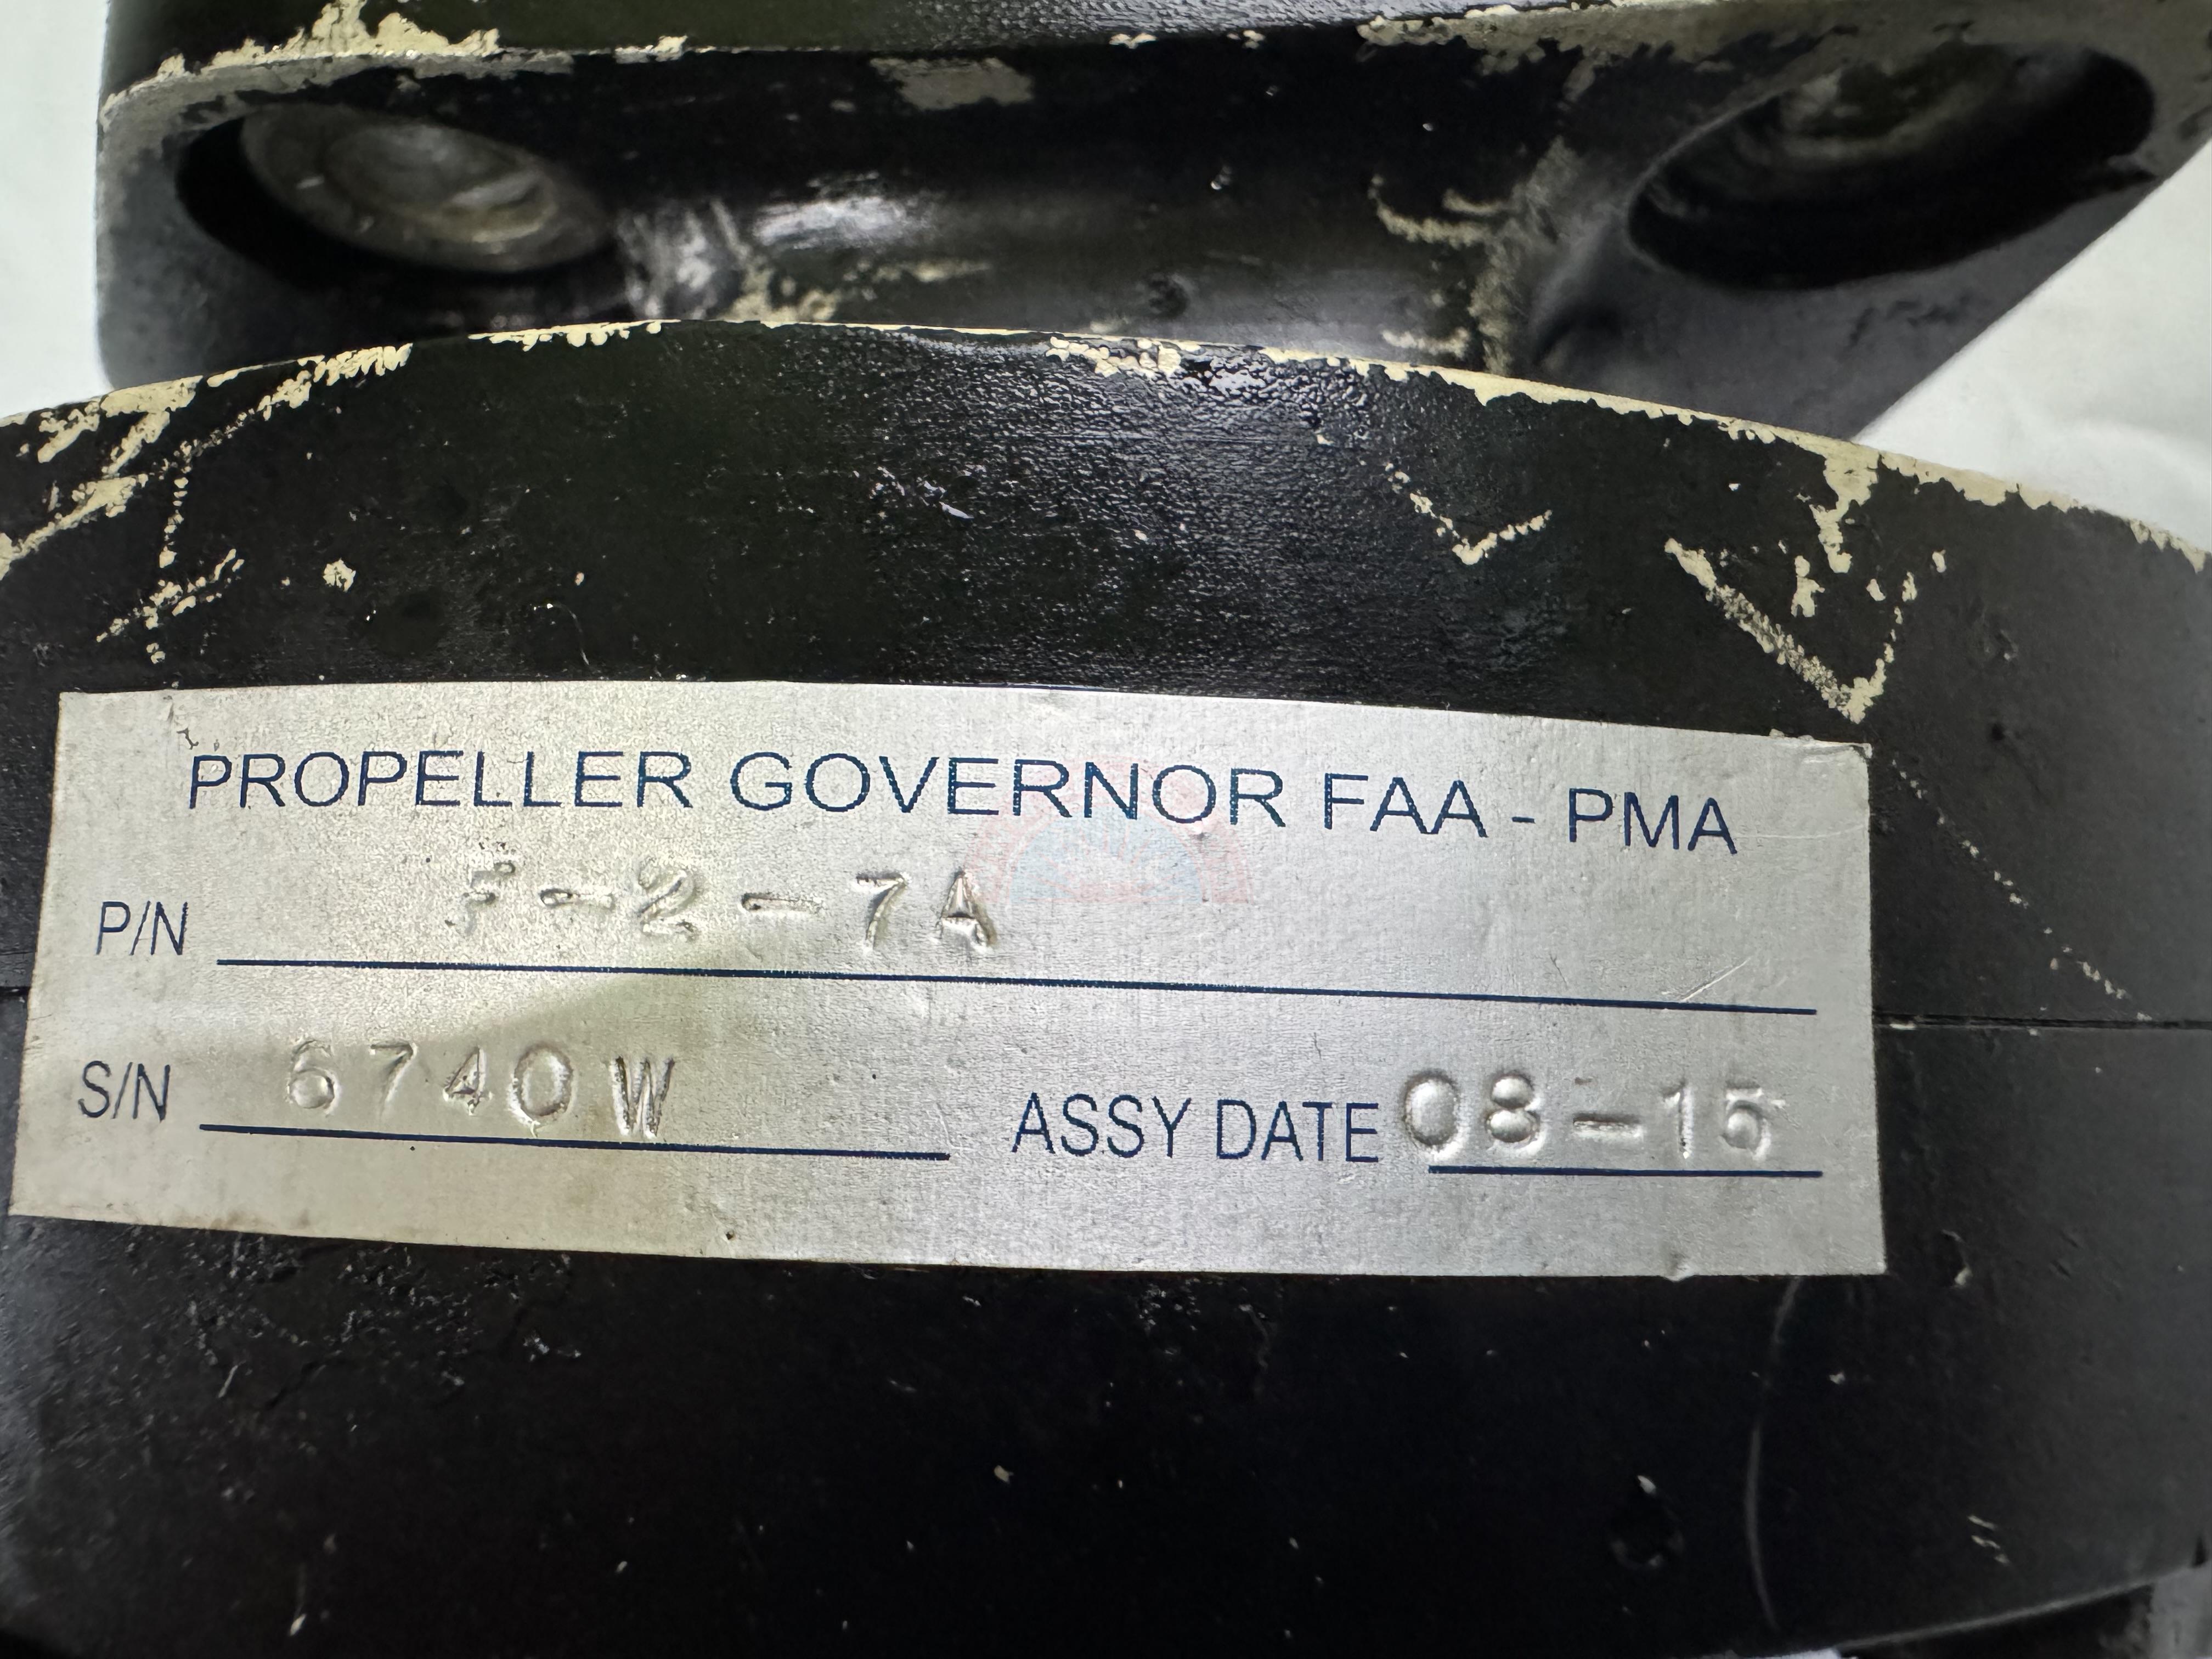 PROPELLER GOVERNOR FAA - PMA
P/N F-2-7A
S/N 6740W ASSY DATE 08-15